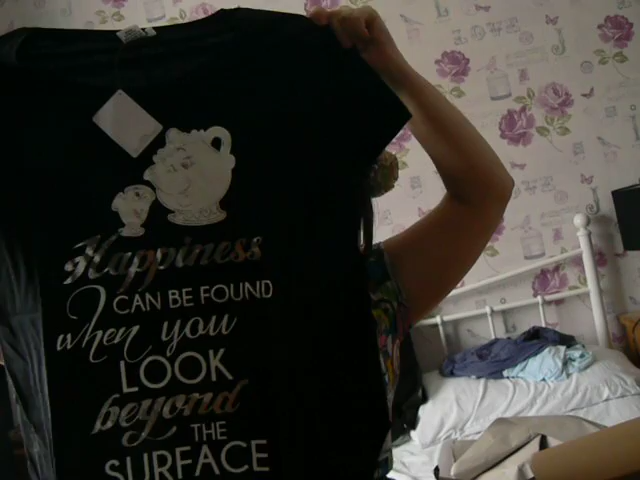 Happiness
CAN BE FOUND
when you
LOOK
beyond
THE
SURFACE